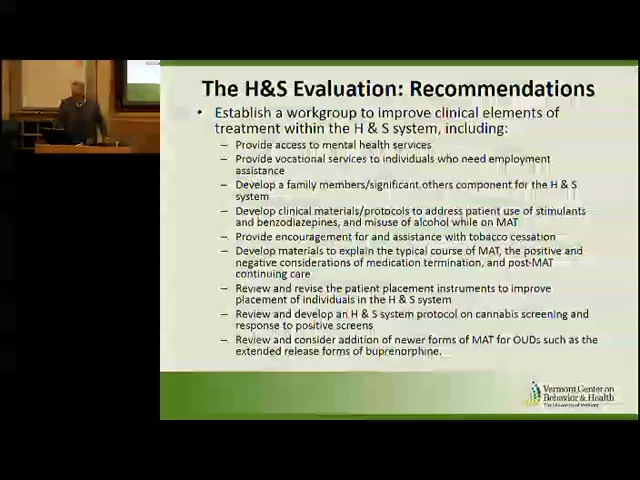 The H&S Evaluation: Recommendations
• Establish a workgroup to improve clinical elements of
treatment within the H & S system, including:
– Provide access to mental health services
– Provide vocational services to individuals who need employment
assistance
– Develop a family members/significant others component for the H & S
system
– Develop clinical materials/protocols to address patient use of stimulants
and benzodiazepines, and misuse of alcohol while on MAT
– Provide encouragement for and assistance with tobacco cessation
– Develop materials to explain the typical course of MAT, the positive and
negative considerations of medication termination, and post-MAT
continuing care
– Review and revise the patient placement instruments to improve
placement of individuals in the H & S system
– Review and develop an H & S system protocol on cannabis screening and
response to positive screens
– Review and consider addition of newer forms of MAT for OUDs such as the
extended release forms of buprenorphine.
Vermont Center on
Behavior & Health
The University of Vermont